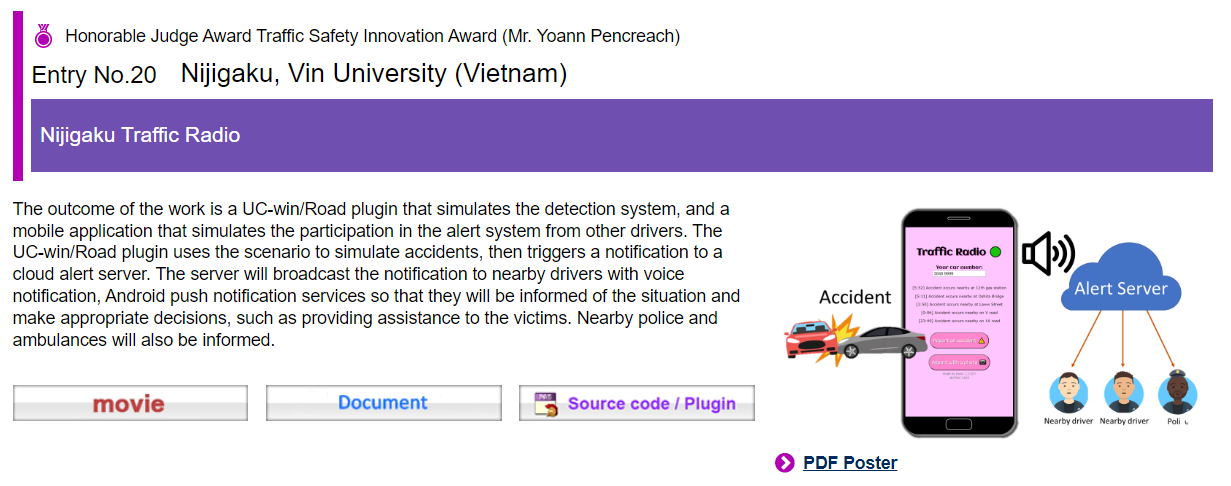 Honorable Judge Award Traffic Safety Innovation Award (Mr. Yoann Pencreach)
Entry No.20 Nijigaku, Vin University (Vietnam)
Nijigaku Traffic Radio
The outcome of the work is a UC-win/Road plugin that simulates the detection system, and a
mobile application that simulates the participation in the alert system from other drivers. The
UC-win/Road plugin uses the scenario to simulate accidents, then triggers a notification to a
cloud alert server. The server will broadcast the notification to nearby drivers with voice
notification, Android push notification services so that they will be informed of the situation and
make appropriate decisions, such as providing assistance to the victims. Nearby police and
ambulances will also be informed.
movie
Document
Source code / Plugin
Accident
Traffic Radio
Your car number:
Alert Server
Nearby driver
Nearby driver
Poli
PDF Poster